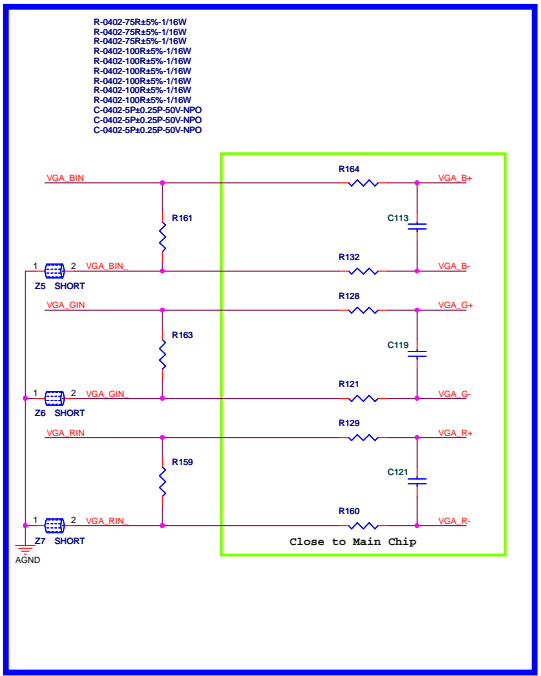 R-0402-75R±5%-1/16W
R-0402-75R±5%-1/16W
R-0402-75R±5%-1/16W
R-0402-100R±5%-1/16W
R-0402-100R±5%-1/16W
R-0402-100R±5%-1/16W
R-0402-100R±5%-1/16W
R-0402-100R±5%-1/16W
R-0402-100R±5%-1/16W
C-0402-5P±0.25P-50V-NPO
C-0402-5P±0.25P-50V-NPO
C-0402-5P±0.25P-50V-NPO
R164
VGA_BIN VGA_B+
R161 C113
R132
1 2 VGA_BIN_ VGA_B-
Z5 SHORT
R128
VGA_GIN VGA_G+
R163 C119
R121
1 2 VGA_GIN_ VGA_G-
Z6 SHORT
R129
VGA_RIN VGA_R+
R159 C121
R160
1 2 VGA_RIN_ VGA_R-
Z7 SHORT
Close to Main Chip
AGND